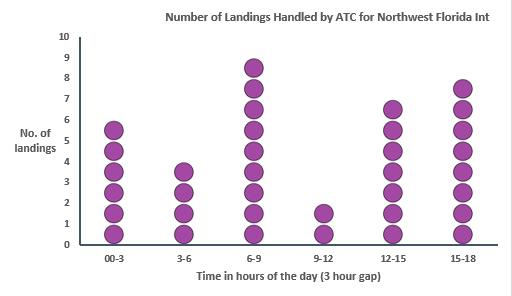 Number of Landings Handled by ATC for Northwest Florida Int
10
9
8
7
6
5
4
3
2
1
0
No. of
landings
00-3 3-6 6-9 9-12 12-15 15-18
Time in hours of the day (3 hour gap)